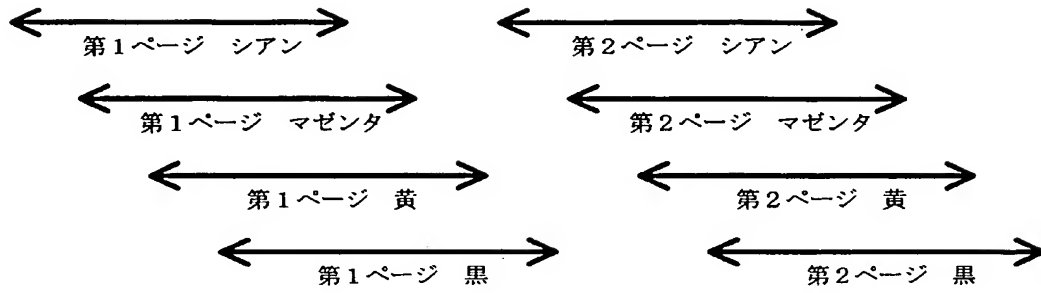 第1ページ シアン
第2ページ シアン
第1ページ マゼンタ
第2ページ マゼンタ
第1ページ 黄
第2ページ 黄
第1ページ 黒
第2ページ 黒